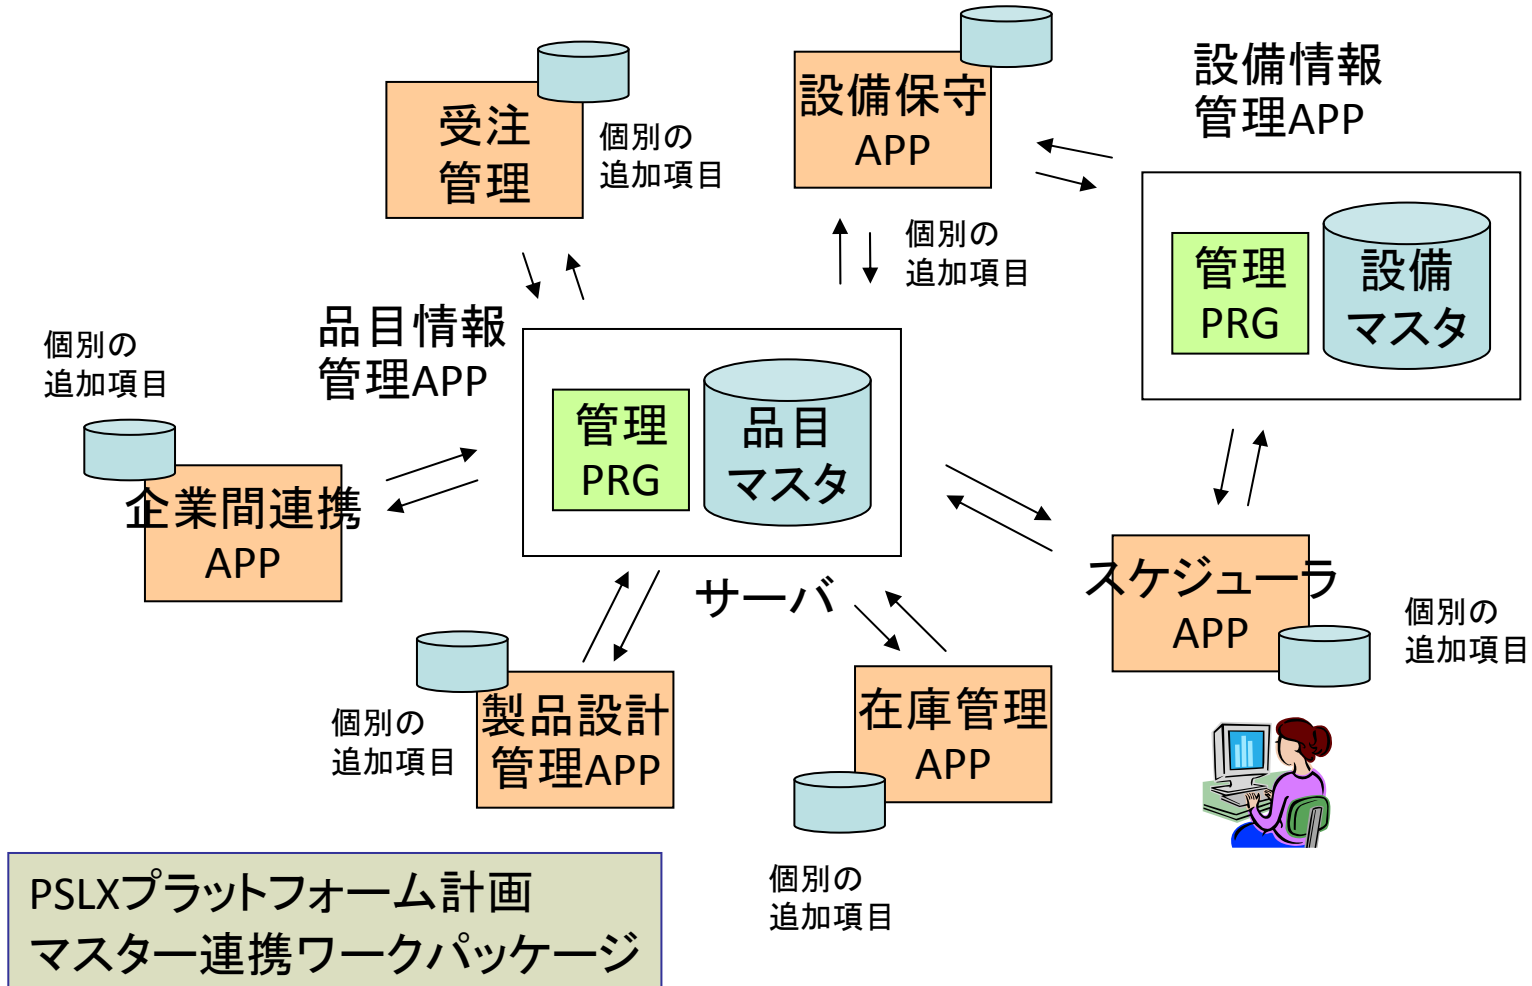 受注
管理
個別の
追加項目
設備保守
APP
個別の
追加項目
設備情報
管理APP
管理
PRG
設備
マスタ
品目情報
管理APP
個別の
追加項目
企業間連携
APP
管理
PRG
品目
マスタ
サーバ
スケジューラ
APP
個別の
追加項目
製品設計
管理APP
個別の
追加項目
在庫管理
APP
個別の
追加項目
PSLXプラットフォーム計画
マスター連携ワークパッケージ